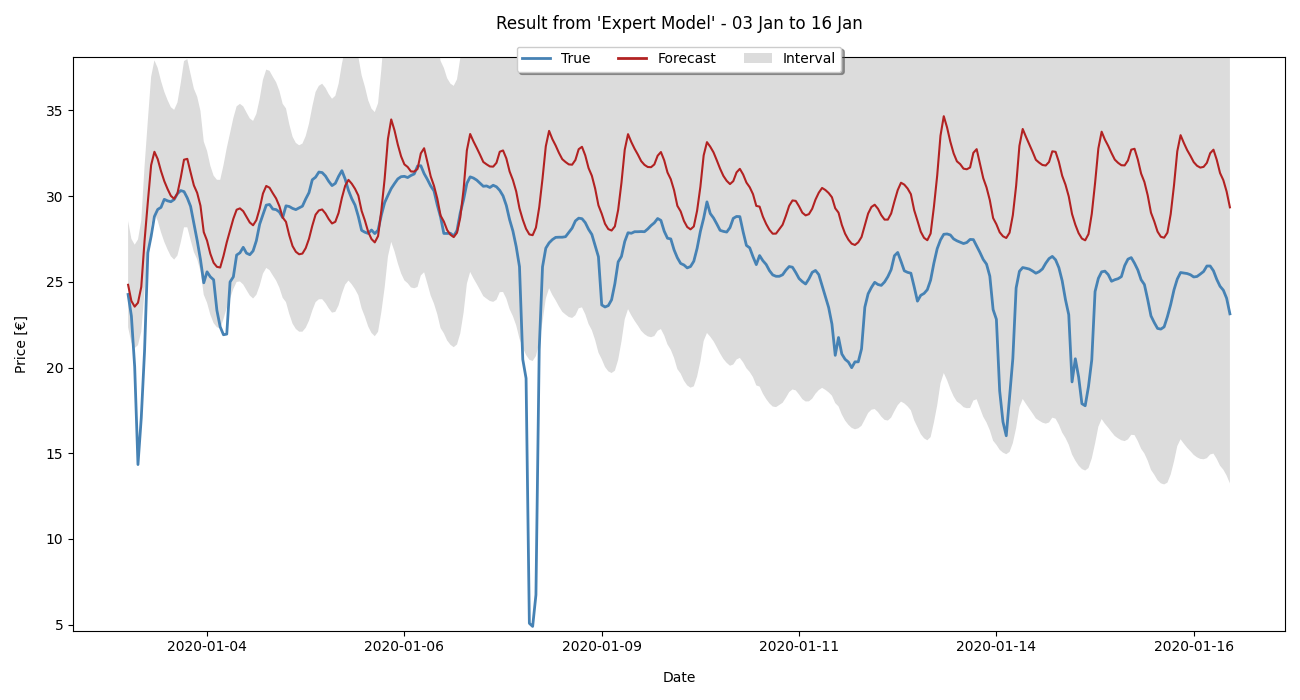 Result from 'Expert Model' - 03 Jan to 16 Jan
True Forecast Interval
35
30
25
20
15
10
5
Price [€]
2020-01-04 2020-01-06 2020-01-09 2020-01-11 2020-01-14 2020-01-16
Date